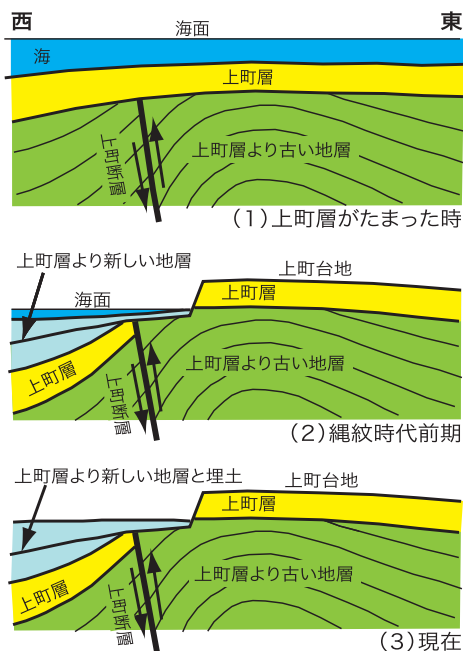 西
海面
東
海
上町層
上町断層
上町層より古い地層
(1)上町層がたまった時
上町層より新しい地層
海面
上町台地
上町層
上町層
上町断層
上町層より古い地層
(2)縄紋時代前期
上町層より新しい地層と埋土
上町台地
上町層
上町層
上町断層
上町層より古い地層
(3)現在